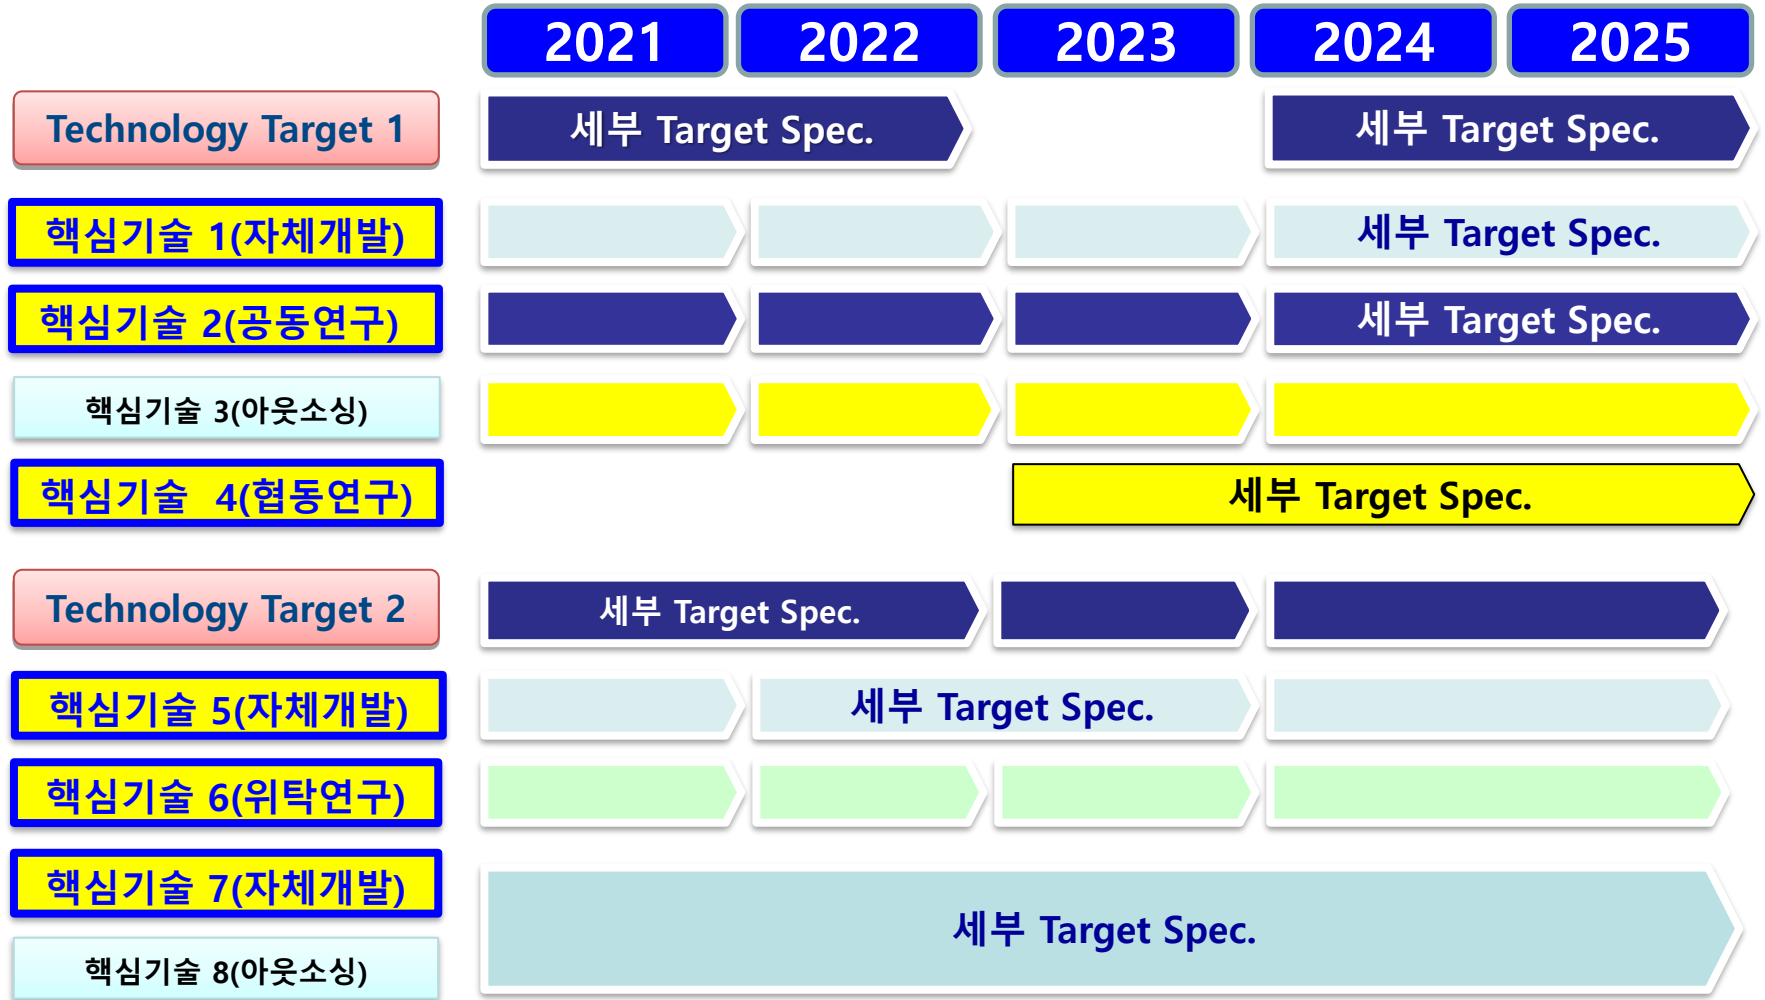 2021 2022 2023 2024 2025
Technology Target 1 세부 Target Spec. 세부 Target Spec.
핵심기술 1(자체개발) 세부 Target Spec.
핵심기술 2(공동연구) 세부 Target Spec.
핵심기술 3(아웃소싱)
핵심기술 4(협동연구) 세부 Target Spec.
Technology Target 2 세부 Target Spec.
핵심기술 5(자체개발) 세부 Target Spec.
핵심기술 6(위탁연구)
핵심기술 7(자체개발)
세부 Target Spec.
핵심기술 8(아웃소싱)